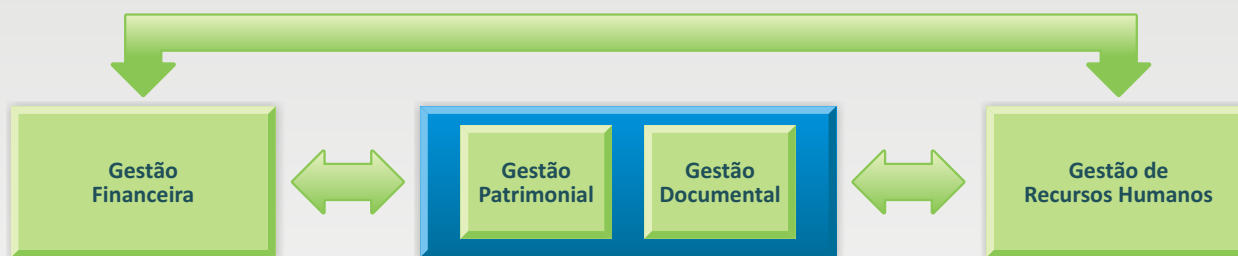 Gestão
Financeira
Gestão
Patrimonial
Gestão
Documental
Gestão de
Recursos Humanos